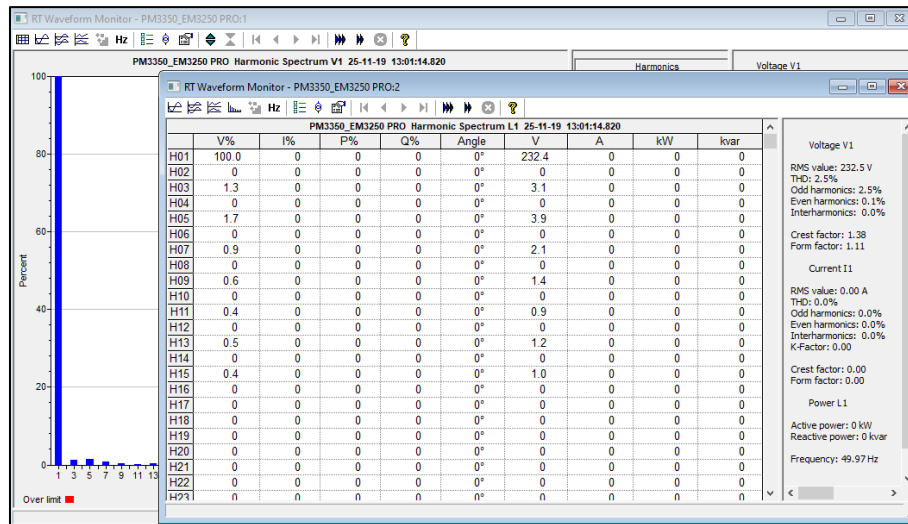 RT Waveform Monitor - PM3350_EM3250 PRO:1
Hz
PM3350_EM3250 PRO Harmonic Spectrum V1 25-11-19 13:01:14.820
Harmonics
Voltage V1
100
80
60
40
20
0
Percent
1 3 5 7 9 11 13
Over limit
RT Waveform Monitor - PM3350_EM3250 PRO:2
Hz
PM3350_EM3250 PRO Harmonic Spectrum L1 25-11-19 13:01:14.820
V% I% P% Q% Angle V A kW kvar
H01 100.0 0 0 0 0° 232.4 0 0 0
H02 0 0 0 0 0° 0 0 0 0
H03 1.3 0 0 0 0° 3.1 0 0 0
H04 0 0 0 0 0° 0 0 0 0
H05 1.7 0 0 0 0° 3.9 0 0 0
H06 0 0 0 0 0° 0 0 0 0
H07 0.9 0 0 0 0° 2.1 0 0 0
H08 0 0 0 0 0° 0 0 0 0
H09 0.6 0 0 0 0° 1.4 0 0 0
H10 0 0 0 0 0° 0 0 0 0
H11 0.4 0 0 0 0° 0.9 0 0 0
H12 0 0 0 0 0° 0 0 0 0
H13 0.5 0 0 0 0° 1.2 0 0 0
H14 0 0 0 0 0° 0 0 0 0
H15 0.4 0 0 0 0° 1.0 0 0 0
H16 0 0 0 0 0° 0 0 0 0
H17 0 0 0 0 0° 0 0 0 0
H18 0 0 0 0 0° 0 0 0 0
H19 0 0 0 0 0° 0 0 0 0
H20 0 0 0 0 0° 0 0 0 0
H21 0 0 0 0 0° 0 0 0 0
H22 0 0 0 0 0° 0 0 0 0
H23 0 0 0 0 0° 0 0 0 0
Voltage V1
RMS value: 232.5 V
THD: 2.5%
Odd harmonics: 2.5%
Even harmonics: 0.1%
Interharmonics: 0.0%
Crest factor: 1.38
Form factor: 1.11
Current I1
RMS value: 0.00 A
THD: 0.0%
Odd harmonics: 0.0%
Even harmonics: 0.0%
Interharmonics: 0.0%
K-Factor: 0.00
Crest factor: 0.00
Form factor: 0.00
Power L1
Active power: 0 kW
Reactive power: 0 kvar
Frequency: 49.97 Hz